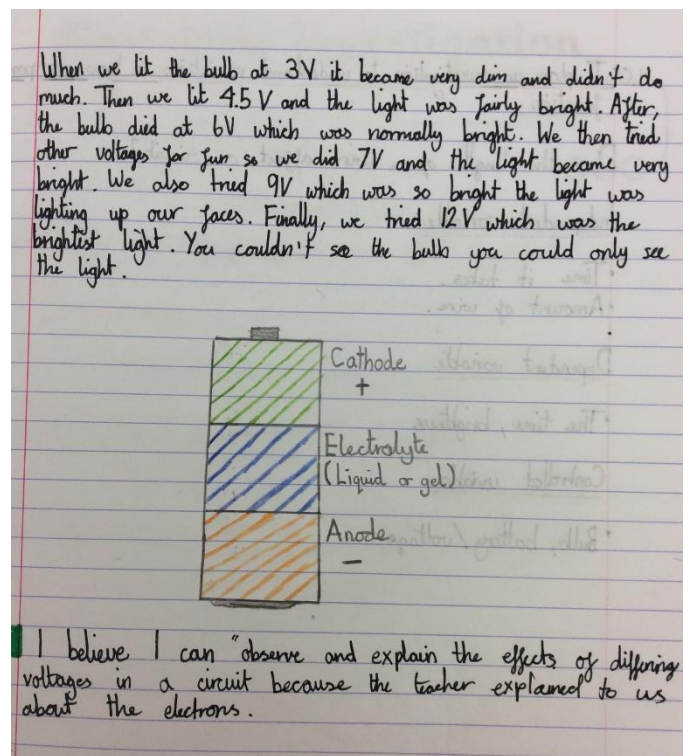 When we lit the bulb at 3V it became very dim and didn't do
much. Then we lit 4.5 V and the light was fairly bright. After,
the bulb died at 6V which was normally bright. We then tried
other voltages for fun so we did 7V and the light became very
bright. We also tried 9V which was so bright the light was
lighting up our faces. Finally, we tried 12V which was the
brightest light. You couldn't see the bulb you could only see
the light.
Cathode
+
Electrolyte
(Liquid or gel)
Anode
-
I believe I can "observe and explain the effects of differing
voltages in a circuit because the teacher explained to us
about the electrons.